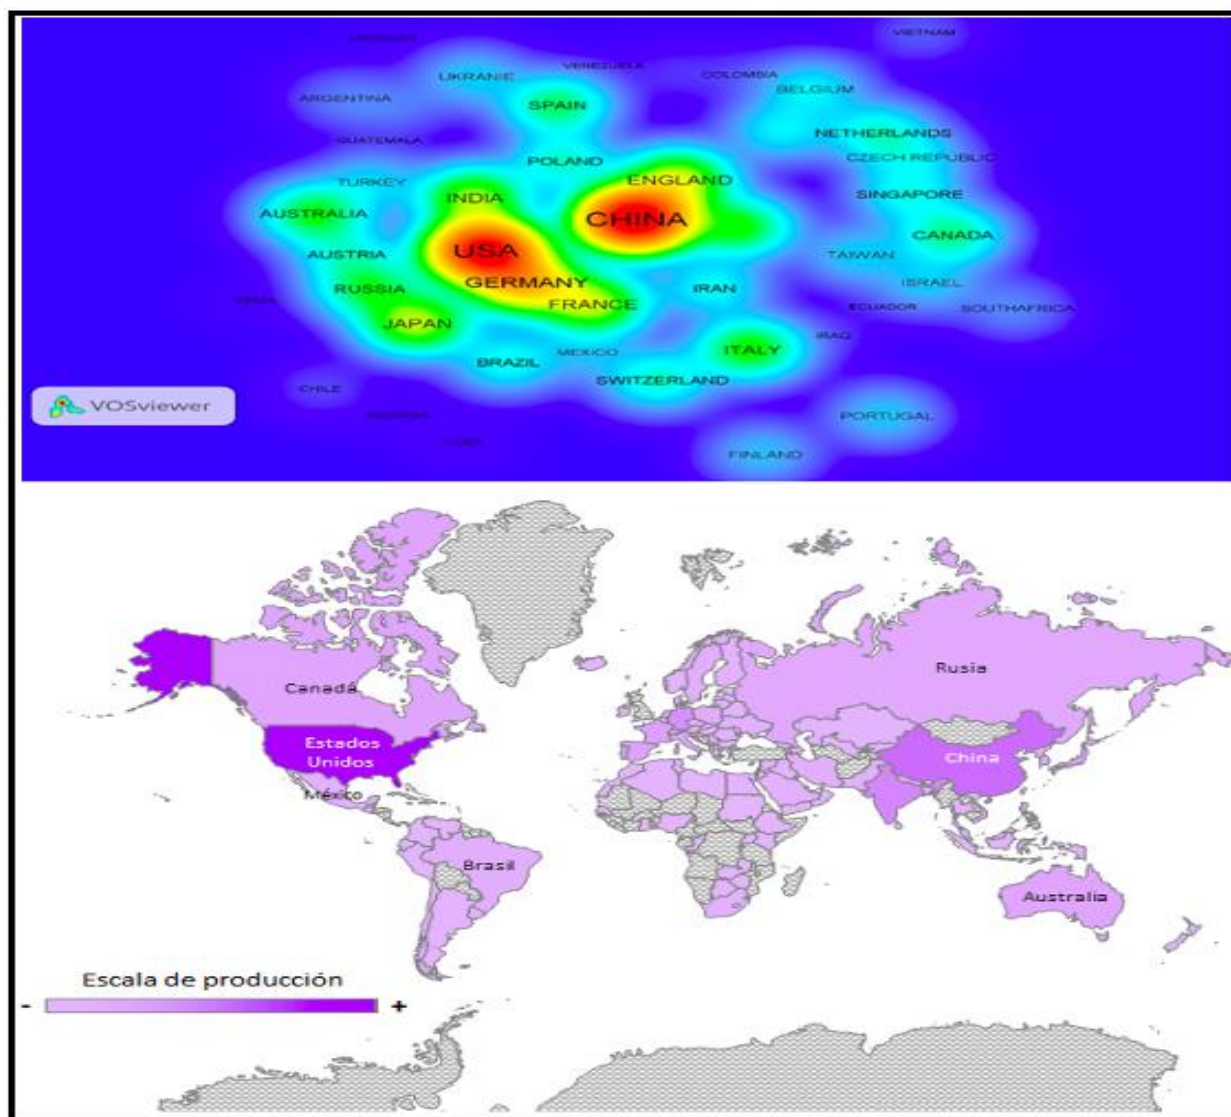 VIETNAM
UKRANIE
VENEZUELA
COLOMBIA
BELGIUM
ARGENTINA
SPAIN
GUATEMALA
POLAND
NETHERLANDS
CZECH REPUBLIC
TURKEY
INDIA
ENGLAND
SINGAPORE
AUSTRALIA
CHINA
CANADA
USA
AUSTRIA
TAIWAN
RUSSIA
GERMANY
IRAN
ISRAEL
FRANCE
ECUADOR
SOUTHAFRICA
JAPAN
IRAQ
BRAZIL
MEXICO
ITALY
SWITZERLAND
CHILE
VOSviewer
PORTUGAL
FINLAND
Canadá
Rusia
Estados
Unidos
China
México
Brasil
Australia
Escala de producción
- +